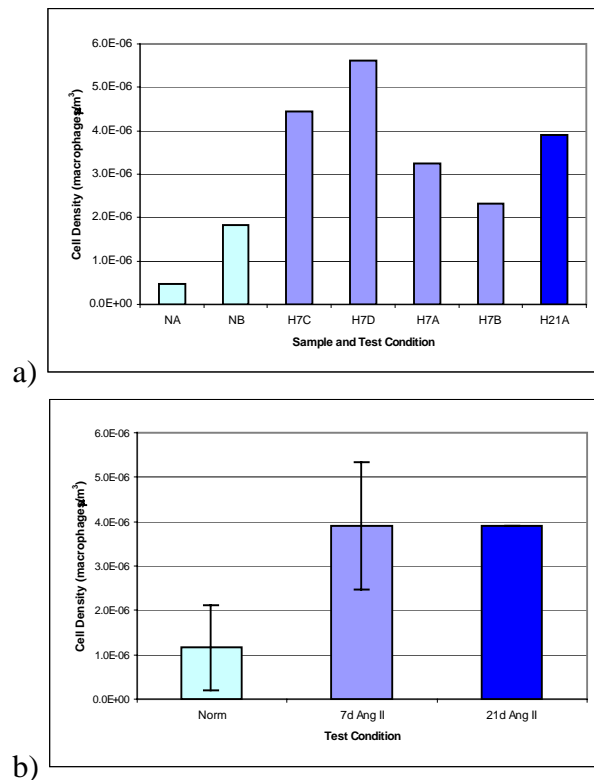 6.0E-06
5.0E-06
4.0E-06
3.0E-06
2.0E-06
1.0E-06
0.0E+00
Cell Density (macrophages/µm³)
NA NB H7C H7D H7A H7B H21A
Sample and Test Condition
a)
6.0E-06
5.0E-06
4.0E-06
3.0E-06
2.0E-06
1.0E-06
0.0E+00
Cell Density (macrophages/µm³)
Norm 7d Ang II 21d Ang II
Test Condition
b)